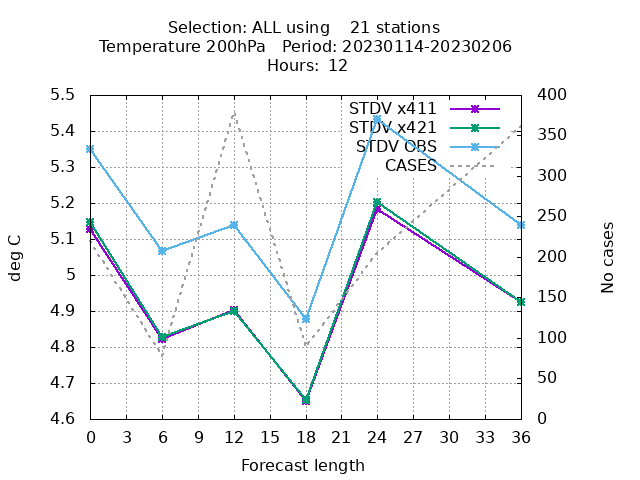 Selection: ALL using    21 stations
Temperature 200hPa   Period: 20230114-20230206
Hours:  12
5.5
5.4
5.3
5.2
5.1
5
4.9
4.8
4.7
4.6
deg C
STDV x411
STDV x421
STDV OBS
CASES
400
350
300
250
200
150
100
50
0
No cases
0 3 6 9 12 15 18 21 24 27 30 33 36
Forecast length